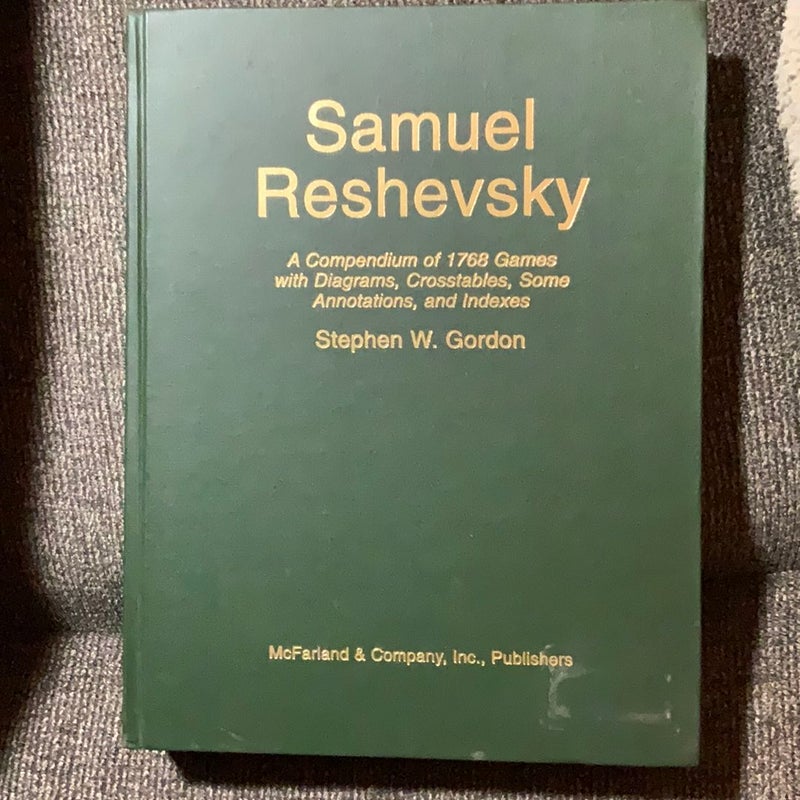 Samuel
Reshevsky
A Compendium of 1768 Games
with Diagrams, Crosstables, Some
Annotations, and Indexes
Stephen W. Gordon
McFarland & Company, Inc., Publishers